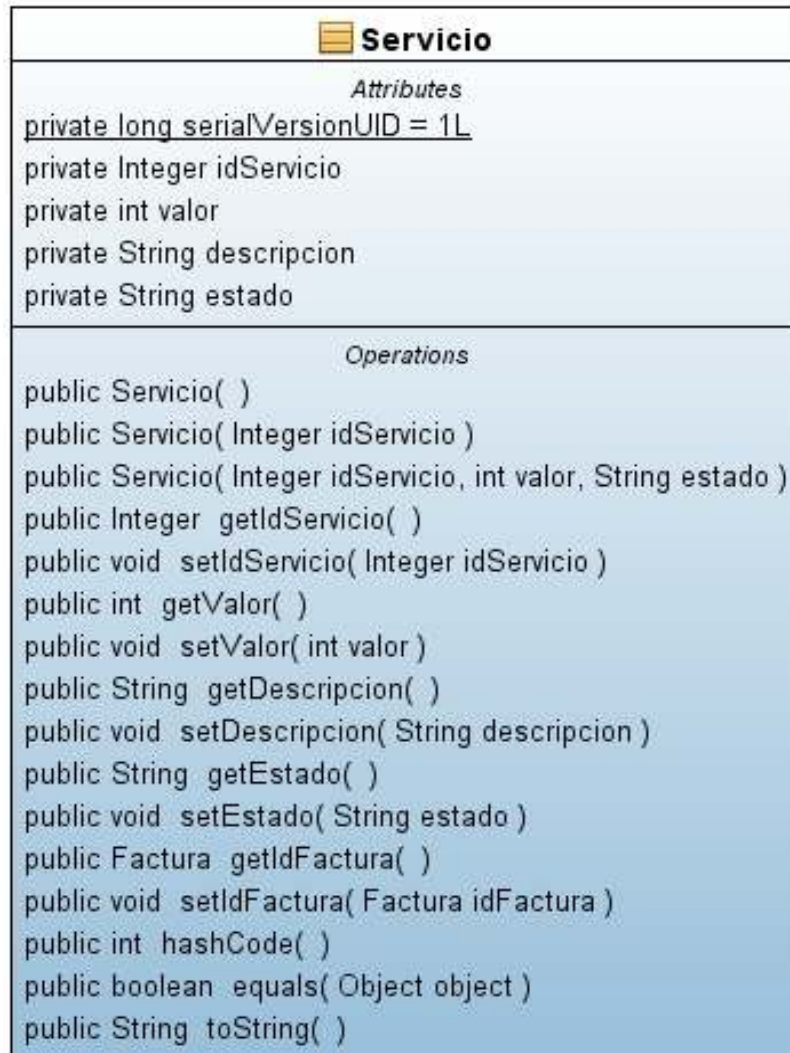 Servicio
Attributes
private long serialVersionUID = 1L
private Integer idServicio
private int valor
private String descripcion
private String estado
Operations
public Servicio( )
public Servicio( Integer idServicio )
public Servicio( Integer idServicio, int valor, String estado )
public Integer getIdServicio( )
public void setIdServicio( Integer idServicio )
public int getValor( )
public void setValor( int valor )
public String getDescripcion( )
public void setDescripcion( String descripcion )
public String getEstado( )
public void setEstado( String estado )
public Factura getIdFactura( )
public void setIdFactura( Factura idFactura )
public int hashCode( )
public boolean equals( Object object )
public String toString( )